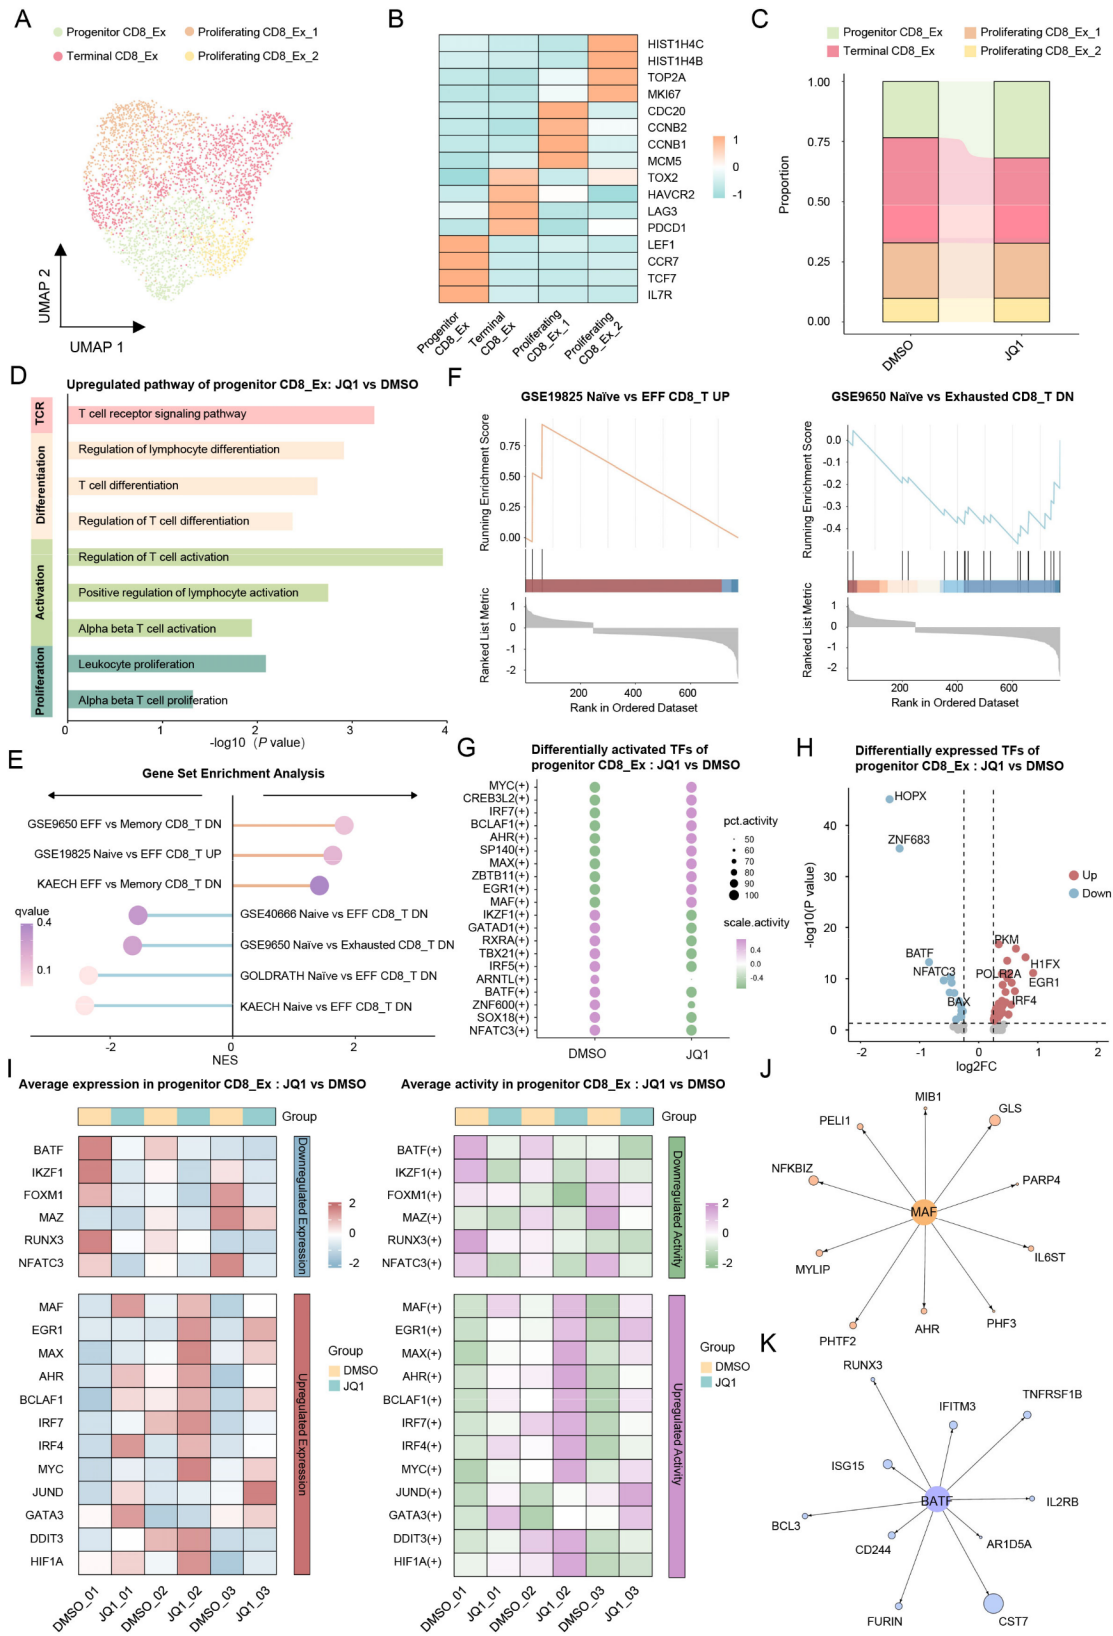 A
Progenitor CD8_Ex
Proliferating CD8_Ex_1
Terminal CD8_Ex
Proliferating CD8_Ex_2
UMAP 2
UMAP 1
B
HIST1H4C
HIST1H4B
TOP2A
MKI67
CDC20
CCNB2
CCNB1
MCM5
TOX2
HAVCR2
LAG3
PDCD1
LEF1
CCR7
TCF7
IL7R
1
0
-1
Progenitor CD8_Ex
Terminal CD8_Ex
Proliferating CD8_Ex_1
Proliferating CD8_Ex_2
C
Progenitor CD8_Ex
Proliferating CD8_Ex_1
Terminal CD8_Ex
Proliferating CD8_Ex_2
Proportion
1.00
0.75
0.50
0.25
0.00
DMSO
JQ1
D
Upregulated pathway of progenitor CD8_Ex: JQ1 vs DMSO
TCR
Differentiation
Activation
Proliferation
T cell receptor signaling pathway
Regulation of lymphocyte differentiation
T cell differentiation
Regulation of T cell differentiation
Regulation of T cell activation
Positive regulation of lymphocyte activation
Alpha beta T cell activation
Leukocyte proliferation
Alpha beta T cell proliferation
0 1 2 3 4
-log10 (P value)
F
GSE19825 Naïve vs EFF CD8_T UP
Running Enrichment Score
0.75
0.50
0.25
0.00
Ranked List Metric
1
0
-1
-2
200 400 600
Rank in Ordered Dataset
GSE9650 Naïve vs Exhausted CD8_T DN
Running Enrichment Score
0.0
-0.1
-0.2
-0.3
-0.4
Ranked List Metric
1
0
-1
-2
200 400 600
Rank in Ordered Dataset
E
Gene Set Enrichment Analysis
GSE9650 EFF vs Memory CD8_T DN
GSE19825 Naive vs EFF CD8_T UP
KAECH EFF vs Memory CD8_T DN
GSE40666 Naive vs EFF CD8_T DN
GSE9650 Naïve vs Exhausted CD8_T DN
GOLDRATH Naïve vs EFF CD8_T DN
KAECH Naive vs EFF CD8_T DN
qvalue
0.4
0.1
-2 0 2
NES
G
Differentially activated TFs of
progenitor CD8_Ex : JQ1 vs DMSO
MYC(+)
CREB3L2(+)
IRF7(+)
BCLAF1(+)
AHR(+)
SP140(+)
MAX(+)
ZBTB11(+)
EGR1(+)
MAF(+)
IKZF1(+)
GATAD1(+)
RXRA(+)
TBX21(+)
IRF5(+)
ARNTL(+)
BATF(+)
ZNF600(+)
SOX18(+)
NFATC3(+)
DMSO
JQ1
pct.activity
50
60
70
80
90
100
scale.activity
0.4
0.0
-0.4
H
Differentially expressed TFs of
progenitor CD8_Ex : JQ1 vs DMSO
-log10(P value)
40
30
20
10
0
HOPX
ZNF683
BATF
NFATC3
BAX
PKM
H1FX
POLR2A
EGR1
IRF4
Up
Down
-2 -1 0 1 2
log2FC
I
Average expression in progenitor CD8_Ex : JQ1 vs DMSO
Group
BATF
IKZF1
FOXM1
MAZ
RUNX3
NFATC3
Downregulated Expression
2
0
-2
MAF
EGR1
MAX
AHR
BCLAF1
IRF7
IRF4
MYC
JUND
GATA3
DDIT3
HIF1A
Upregulated Expression
Group
DMSO
JQ1
DMSO_01
JQ1_01
DMSO_02
JQ1_02
DMSO_03
JQ1_03
Average activity in progenitor CD8_Ex : JQ1 vs DMSO
Group
BATF(+)
IKZF1(+)
FOXM1(+)
MAZ(+)
RUNX3(+)
NFATC3(+)
Downregulated Activity
2
0
-2
MAF(+)
EGR1(+)
MAX(+)
AHR(+)
BCLAF1(+)
IRF7(+)
IRF4(+)
MYC(+)
JUND(+)
GATA3(+)
DDIT3(+)
HIF1A(+)
Upregulated Activity
Group
DMSO
JQ1
DMSO_01
JQ1_01
DMSO_02
JQ1_02
DMSO_03
JQ1_03
J
MIB1
PELI1
GLS
NFKBIZ
PARP4
MAF
MYLIP
IL6ST
PHTF2
AHR
PHF3
K
RUNX3
IFITM3
TNFRSF1B
ISG15
BATF
IL2RB
BCL3
CD244
AR1D5A
FURIN
CST7